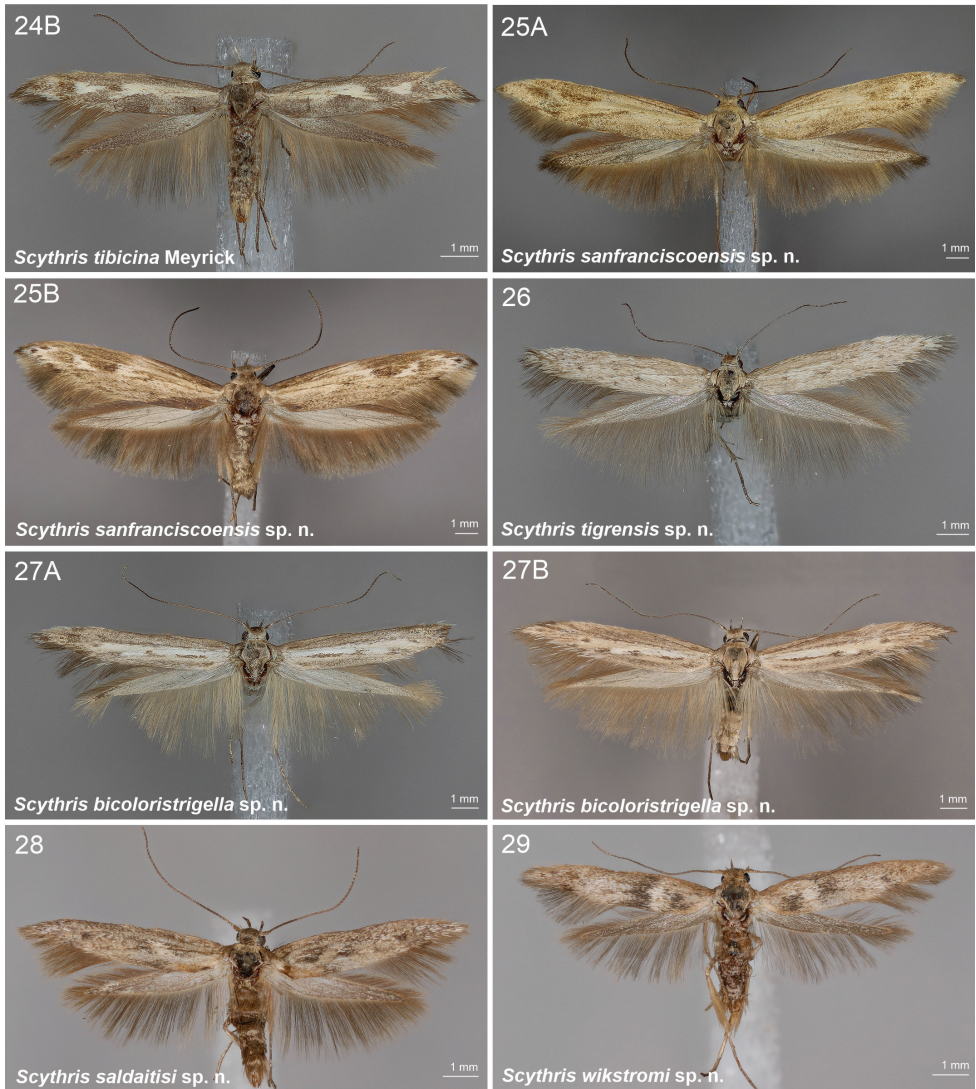 24B
Scythris tibicina Meyrick
1 mm
25A
Scythris sanfranciscoensis sp. n.
1 mm
25B
Scythris sanfranciscoensis sp. n.
1 mm
26
Scythris tigrensis sp. n.
1 mm
27A
Scythris bicoloristrigella sp. n.
1 mm
27B
Scythris bicoloristrigella sp. n.
1 mm
28
Scythris saldaitisi sp. n.
1 mm
29
Scythris wikstromi sp. n.
1 mm